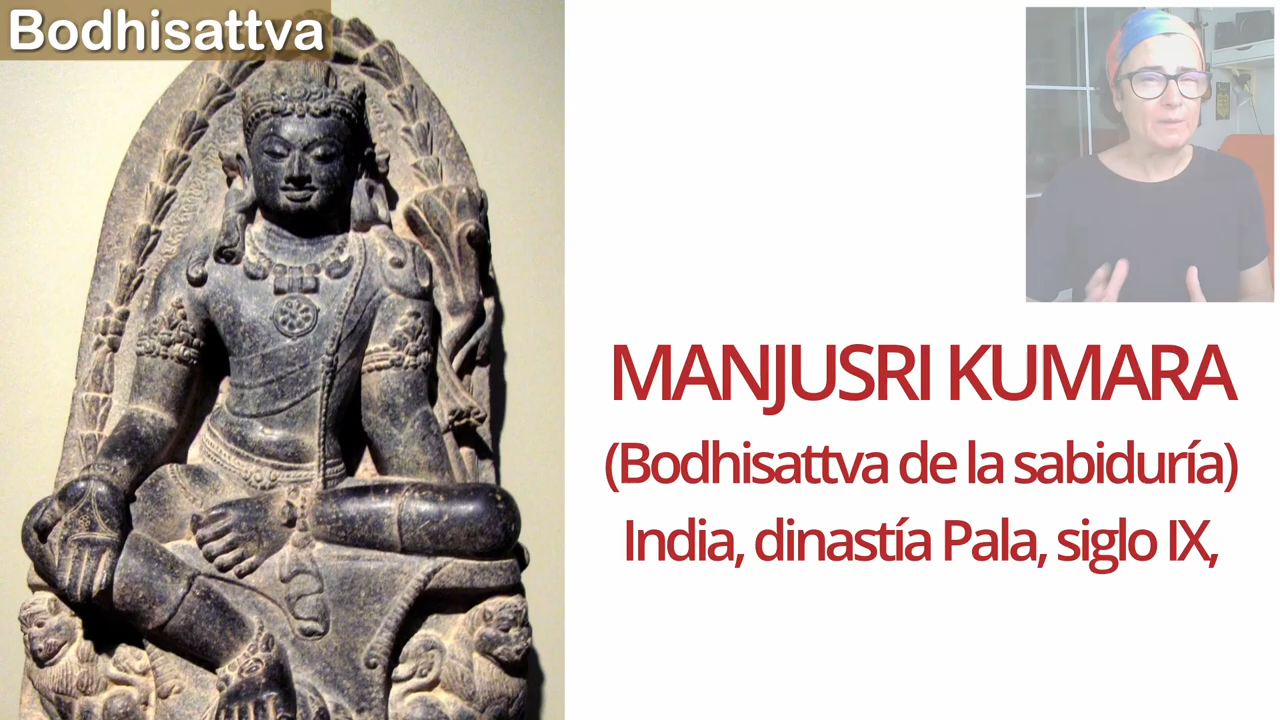 Bodhisattva
MANJUSRI KUMARA
(Bodhisattva de la sabiduría)
India, dinastía Pala, siglo IX,